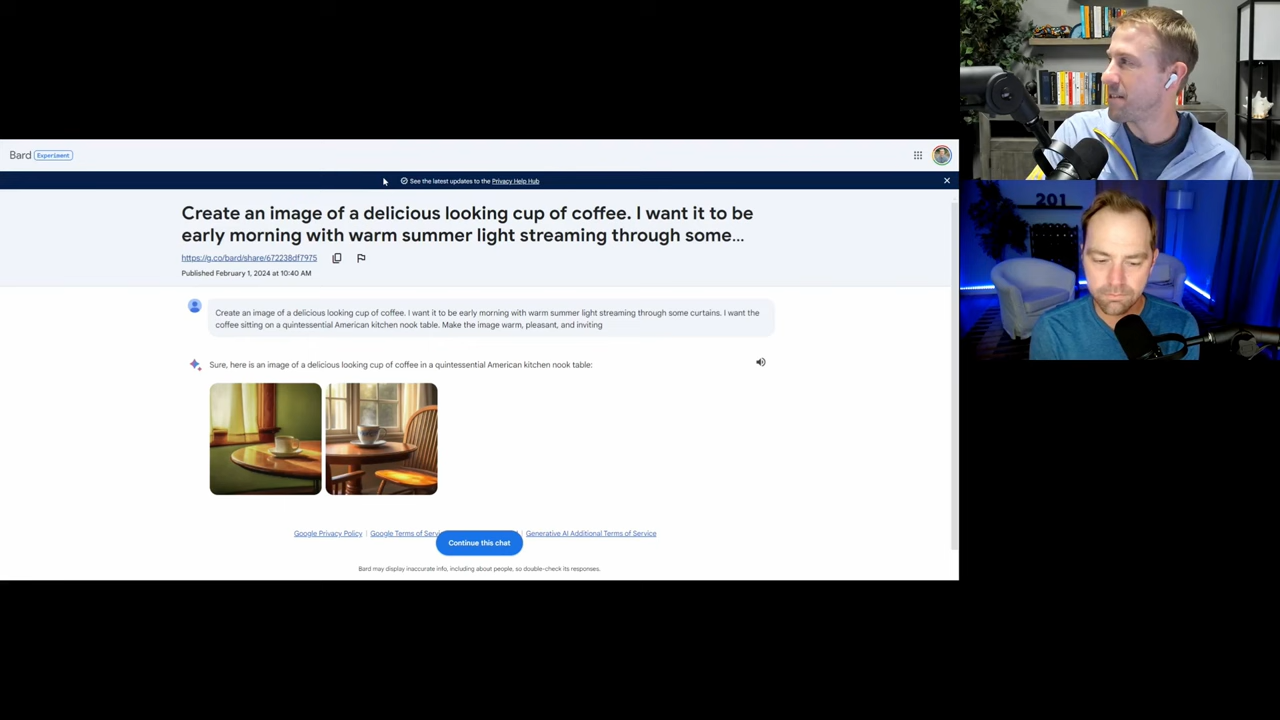 Bard Experiment
See the latest updates to the Privacy Help Hub
Create an image of a delicious looking cup of coffee. I want it to be
early morning with warm summer light streaming through some...
https://g.co/bard/share/672238df7975
Published February 1, 2024 at 10:40 AM
Create an image of a delicious looking cup of coffee. I want it to be early morning with warm summer light streaming through some curtains. I want the
coffee sitting on a quintessential American kitchen nook table. Make the image warm, pleasant, and inviting
Sure, here is an image of a delicious looking cup of coffee in a quintessential American kitchen nook table:
Google Privacy Policy | Google Terms of | Generative AI Additional Terms of Service
Continue this chat
Bard may display inaccurate info, including about people, so double-check its responses.
201